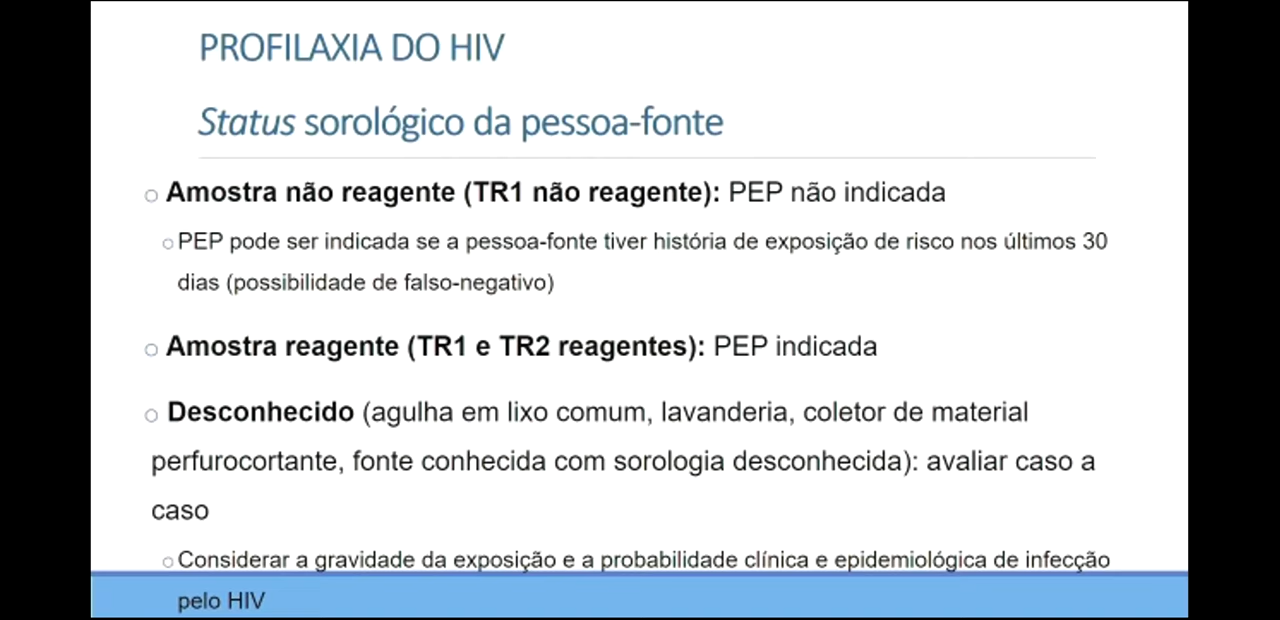 PROFILAXIA DO HIV
Status sorológico da pessoa-fonte
Amostra não reagente (TR1 não reagente): PEP não indicada
PEP pode ser indicada se a pessoa-fonte tiver história de exposição de risco nos últimos 30
dias (possibilidade de falso-negativo)
Amostra reagente (TR1 e TR2 reagentes): PEP indicada
Desconhecido (agulha em lixo comum, lavanderia, coletor de material
perfurocortante, fonte conhecida com sorologia desconhecida): avaliar caso a
caso
Considerar a gravidade da exposição e a probabilidade clínica e epidemiológica de infecção
pelo HIV